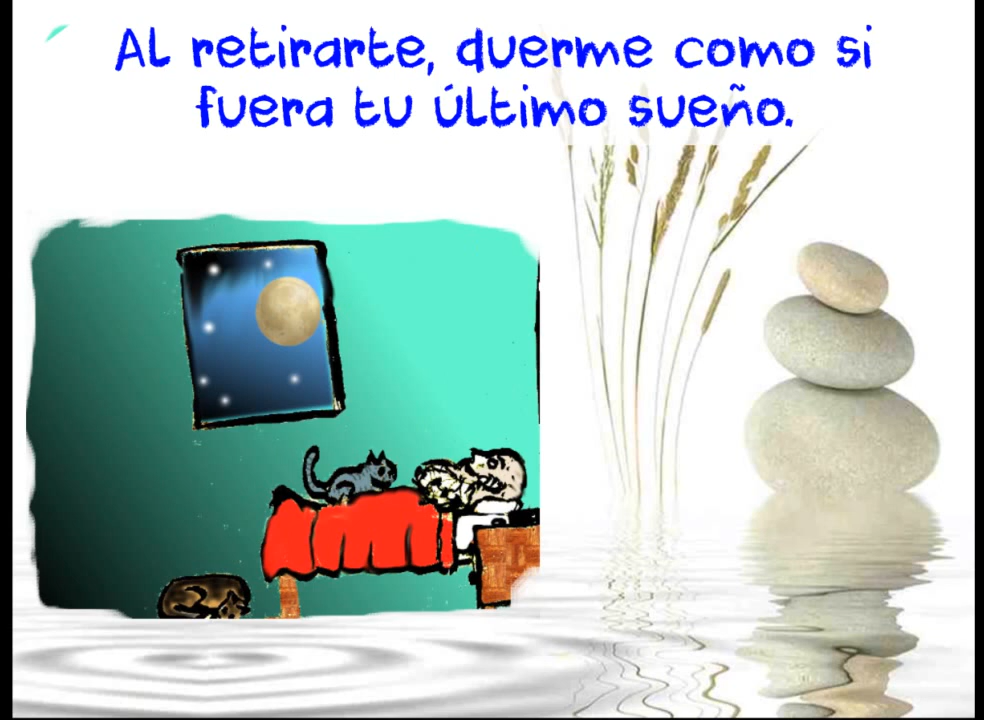 Al retirarte, duerme como si
fuera tu último sueño.